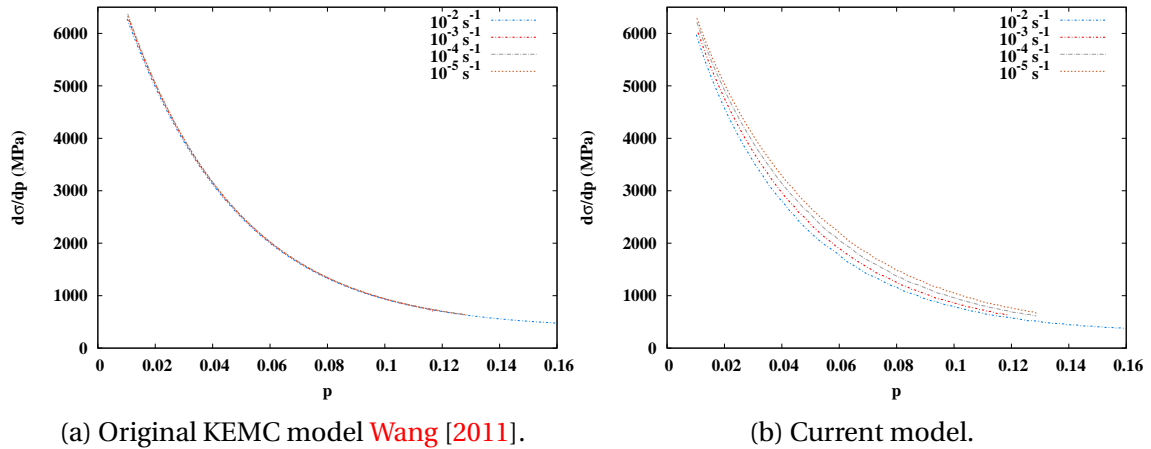 6000
5000
4000
3000
2000
1000
0
dσ/dp (MPa)
0 0.02 0.04 0.06 0.08 0.1 0.12 0.14 0.16
p
10⁻² s⁻¹
10⁻³ s⁻¹
10⁻⁴ s⁻¹
10⁻⁵ s⁻¹
(a) Original KEMC model Wang [2011].
6000
5000
4000
3000
2000
1000
0
dσ/dp (MPa)
0 0.02 0.04 0.06 0.08 0.1 0.12 0.14 0.16
p
10⁻² s⁻¹
10⁻³ s⁻¹
10⁻⁴ s⁻¹
10⁻⁵ s⁻¹
(b) Current model.